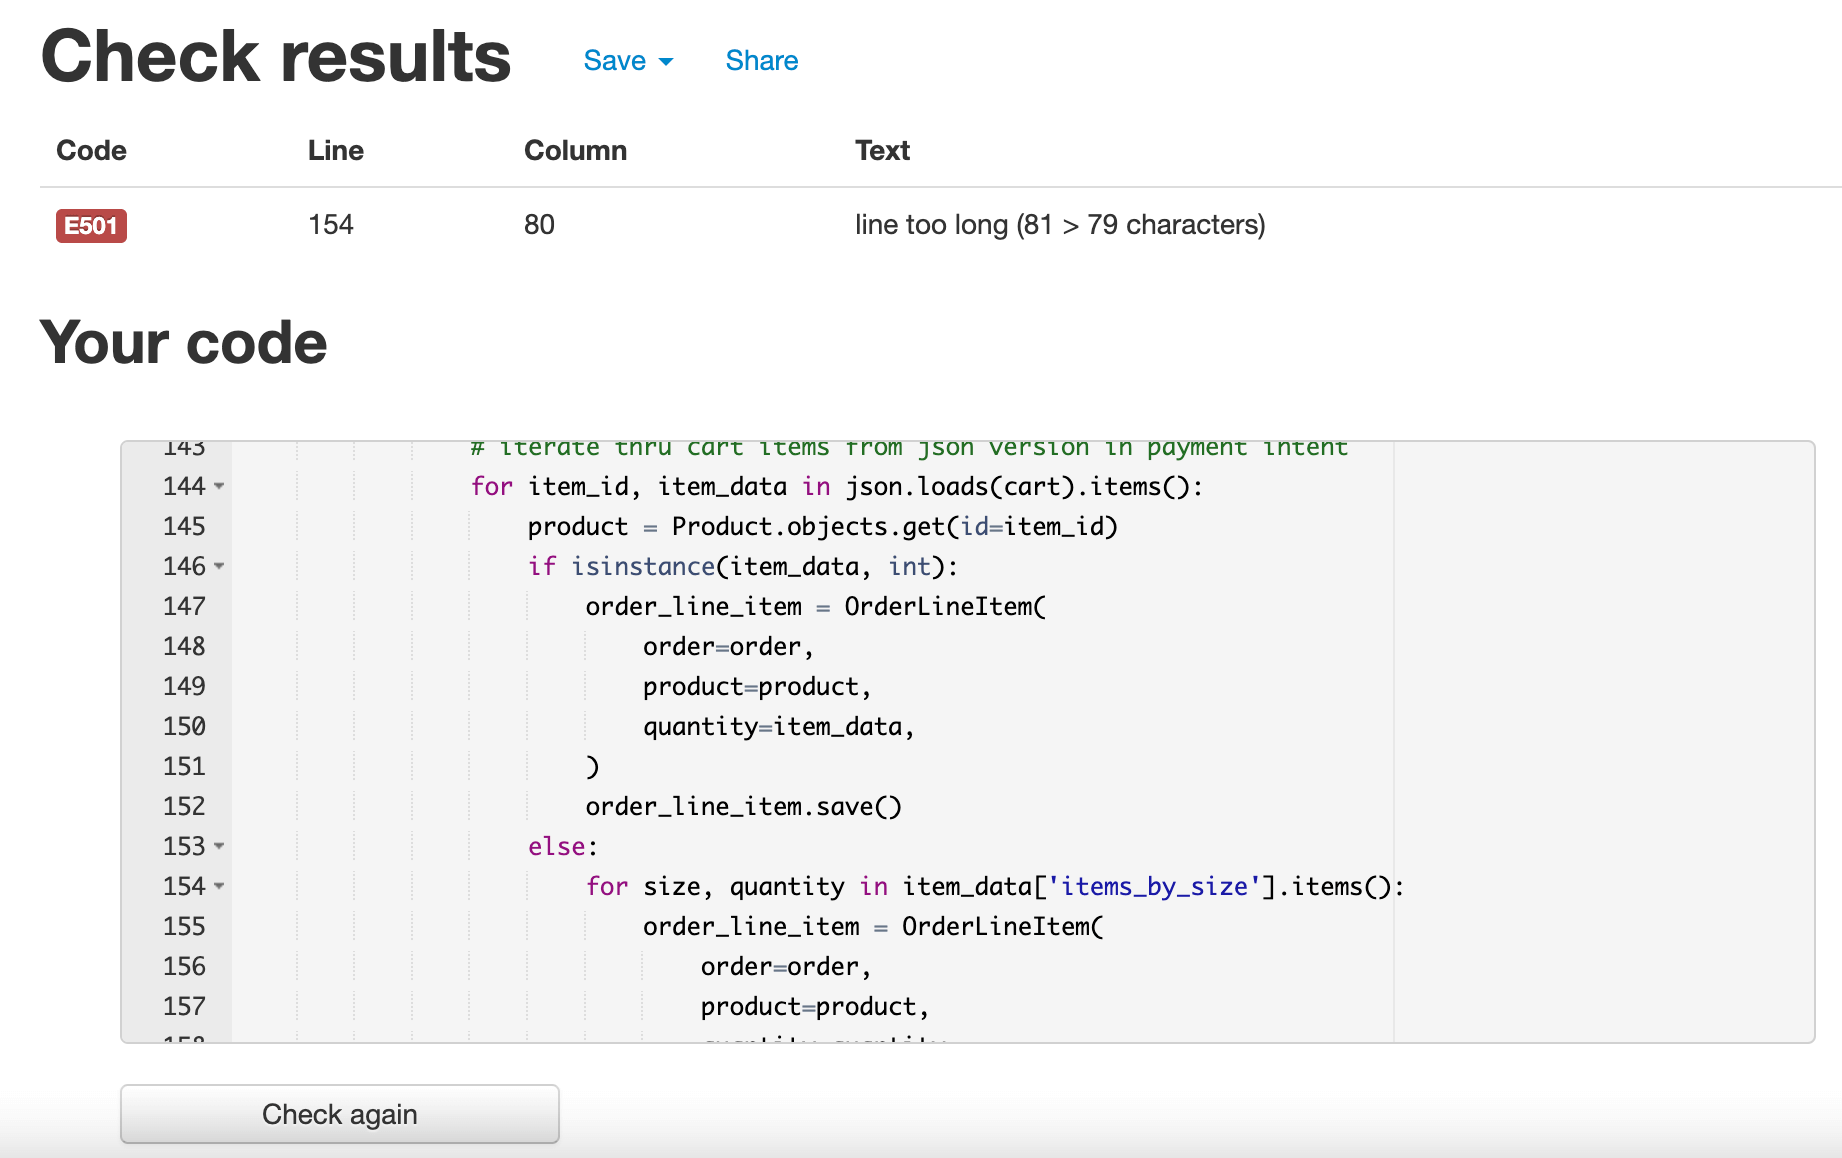 Check results Save Share
Code Line Column Text
E501 154 80 line too long (81 > 79 characters)
Your code
143 # iterate thru cart items from json version in payment intent
144 for item_id, item_data in json.loads(cart).items():
145 product = Product.objects.get(id=item_id)
146 if isinstance(item_data, int):
147 order_line_item = OrderLineItem(
148 order=order,
149 product=product,
150 quantity=item_data,
151 )
152 order_line_item.save()
153 else:
154 for size, quantity in item_data['items_by_size'].items():
155 order_line_item = OrderLineItem(
156 order=order,
157 product=product,
Check again